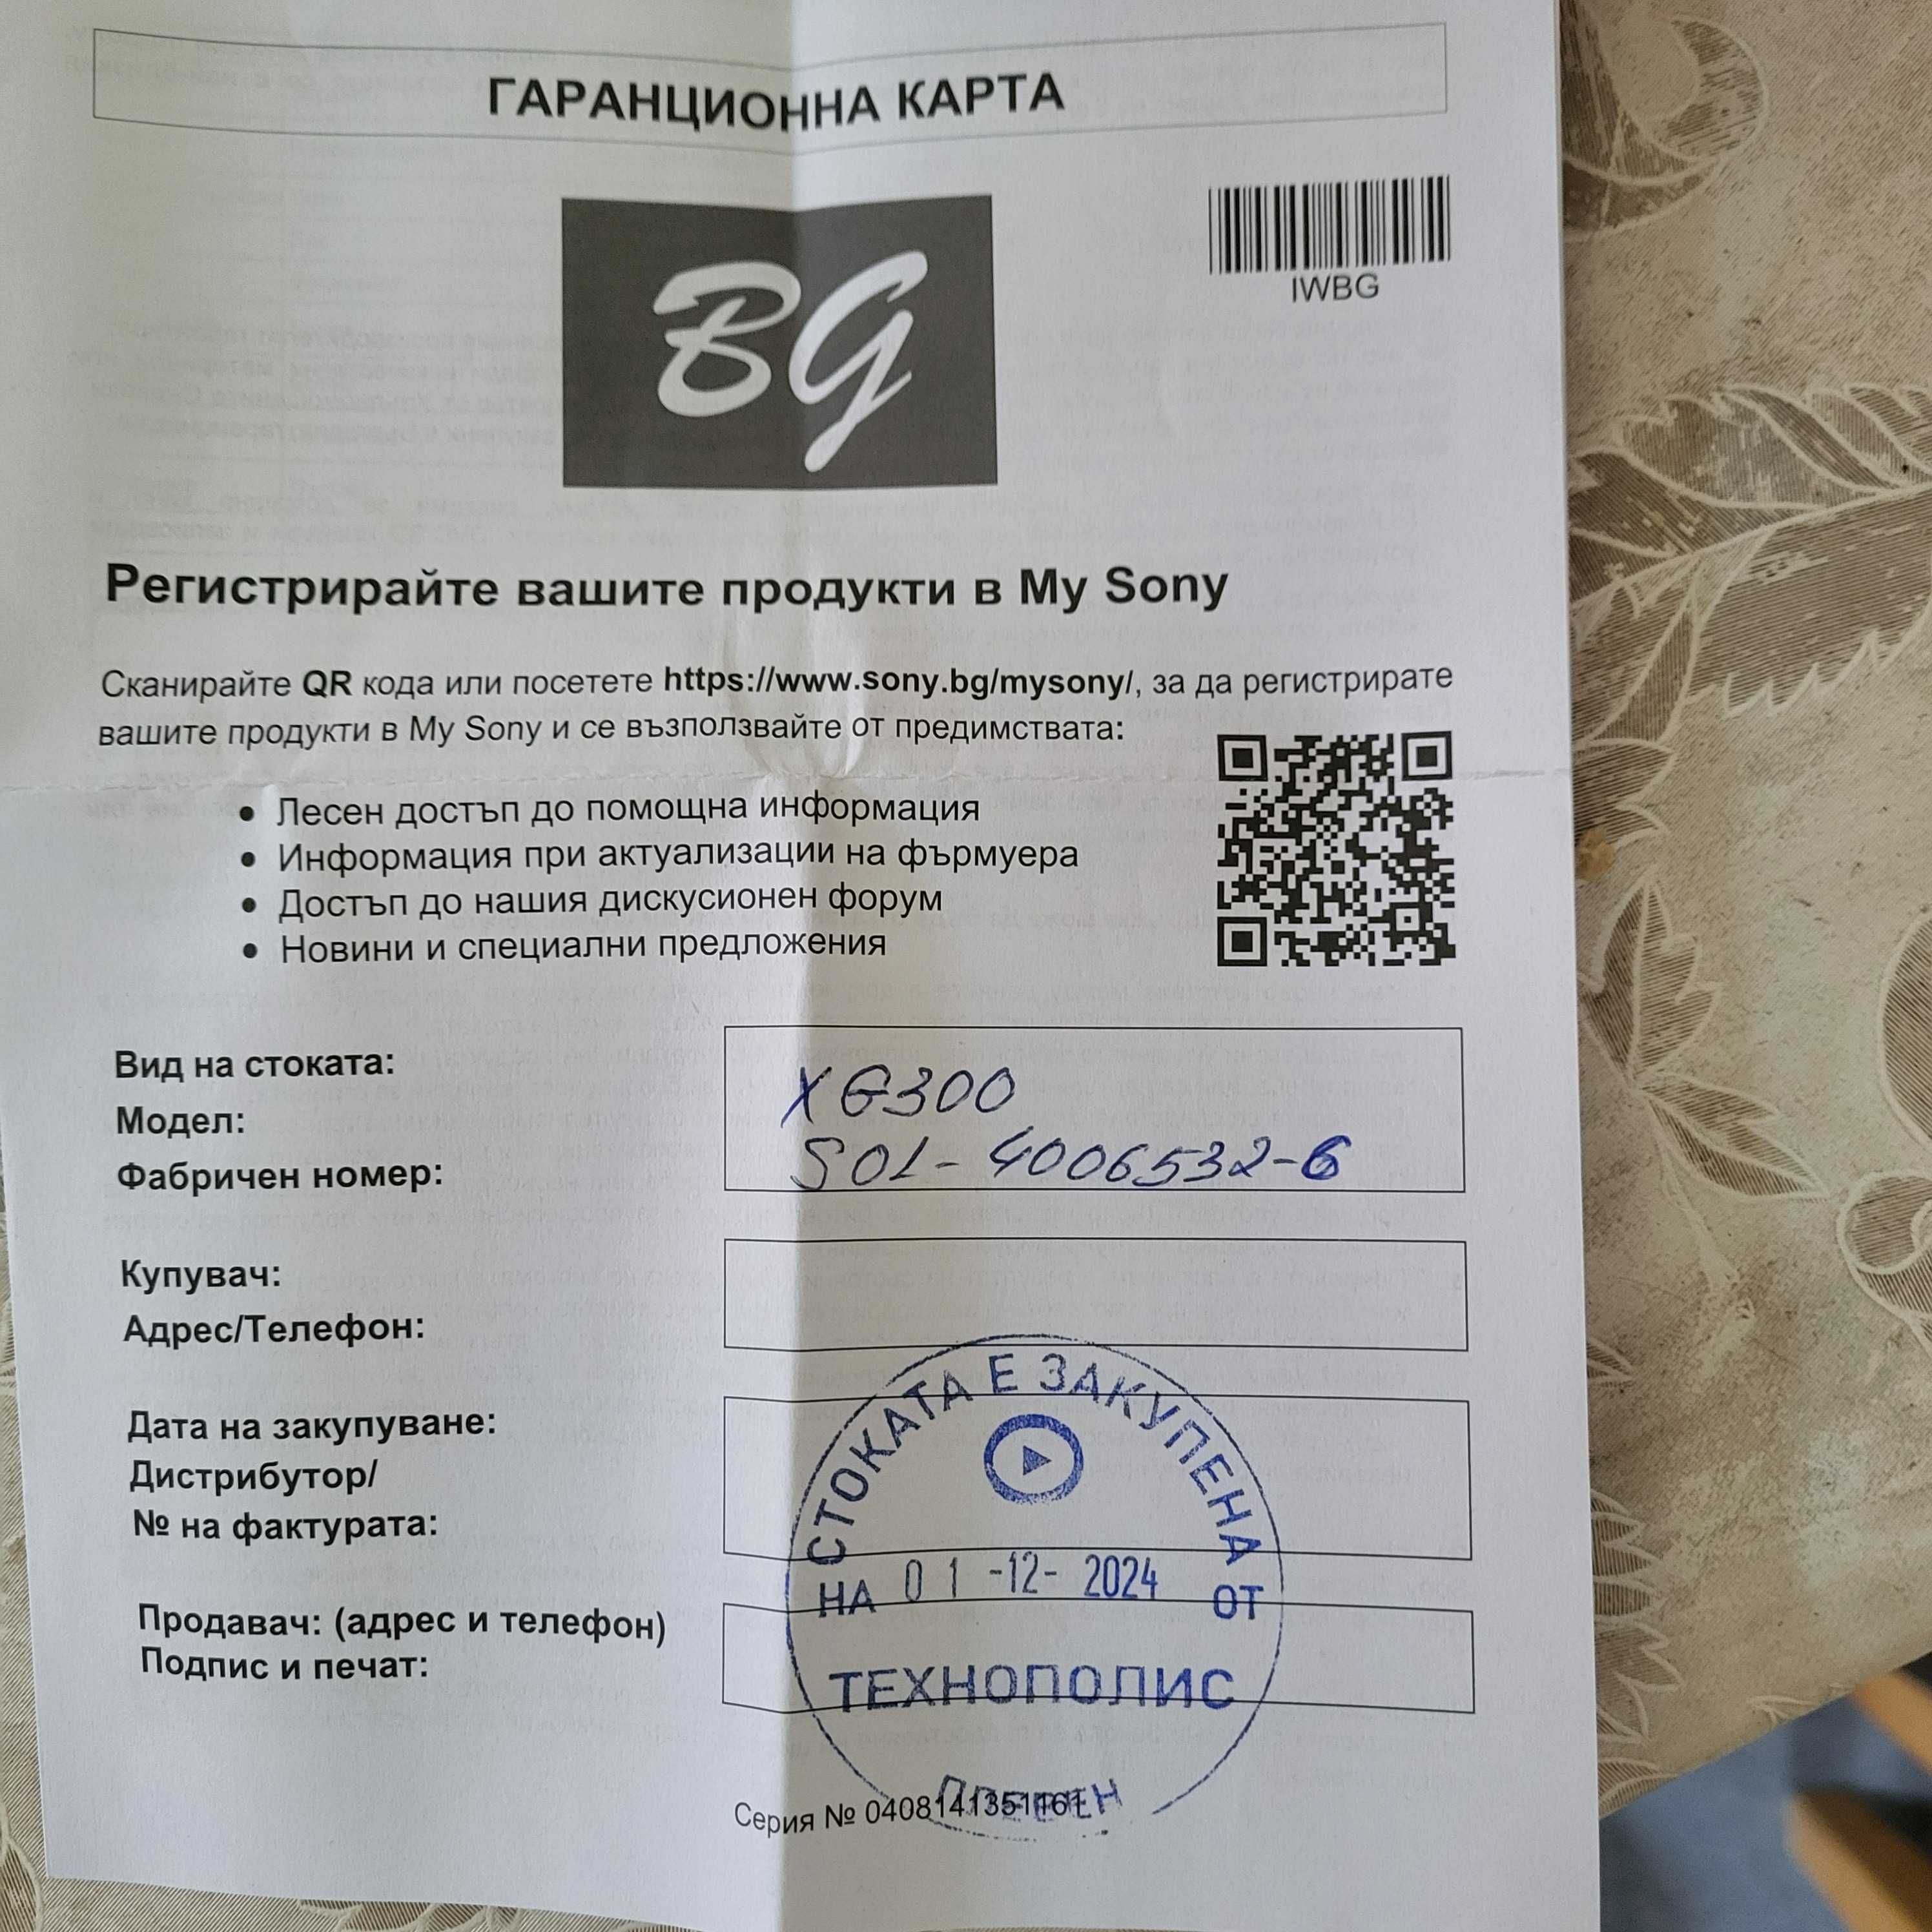 ГАРАНЦИОННА КАРТА
BG
IWBG
Регистрирайте вашите продукти в My Sony
Сканирайте QR кода или посетете https://www.sony.bg/mysony/, за да регистрирате
вашите продукти в My Sony и се възползвайте от предимствата:
• Лесен достъп до помощна информация
• Информация при актуализации на фърмуера
• Достъп до нашия дискусионен форум
• Новини и специални предложения
Вид на стоката:
Модел: XG300
Фабричен номер: S01-4006532-6
Купувач:
Адрес/Телефон:
Дата на закупуване:
Дистрибутор/
№ на фактурата:
Продавач: (адрес и телефон)
Подпис и печат:
СТОКАТА Е ЗАКУПЕНА
НА 01-12-2024 ОТ
ТЕХНОПОЛИС
ПЛЕВЕН
Серия №